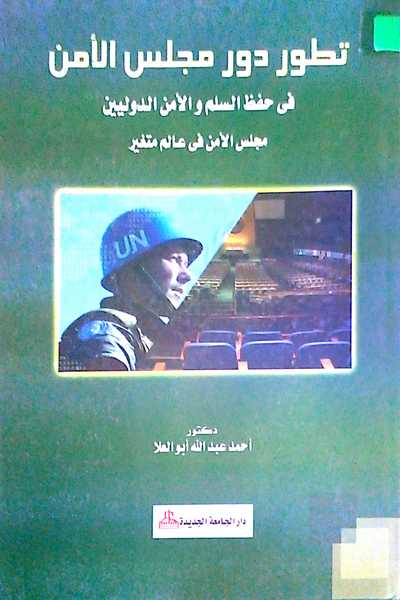 تطور دور مجلس الأمن
فى حفظ السلم والأمن الدوليين
مجلس الأمن فى عالم متغير
UN
دكتور
أحمد عبد الله أبو العلا
دار الجامعة الجديدة